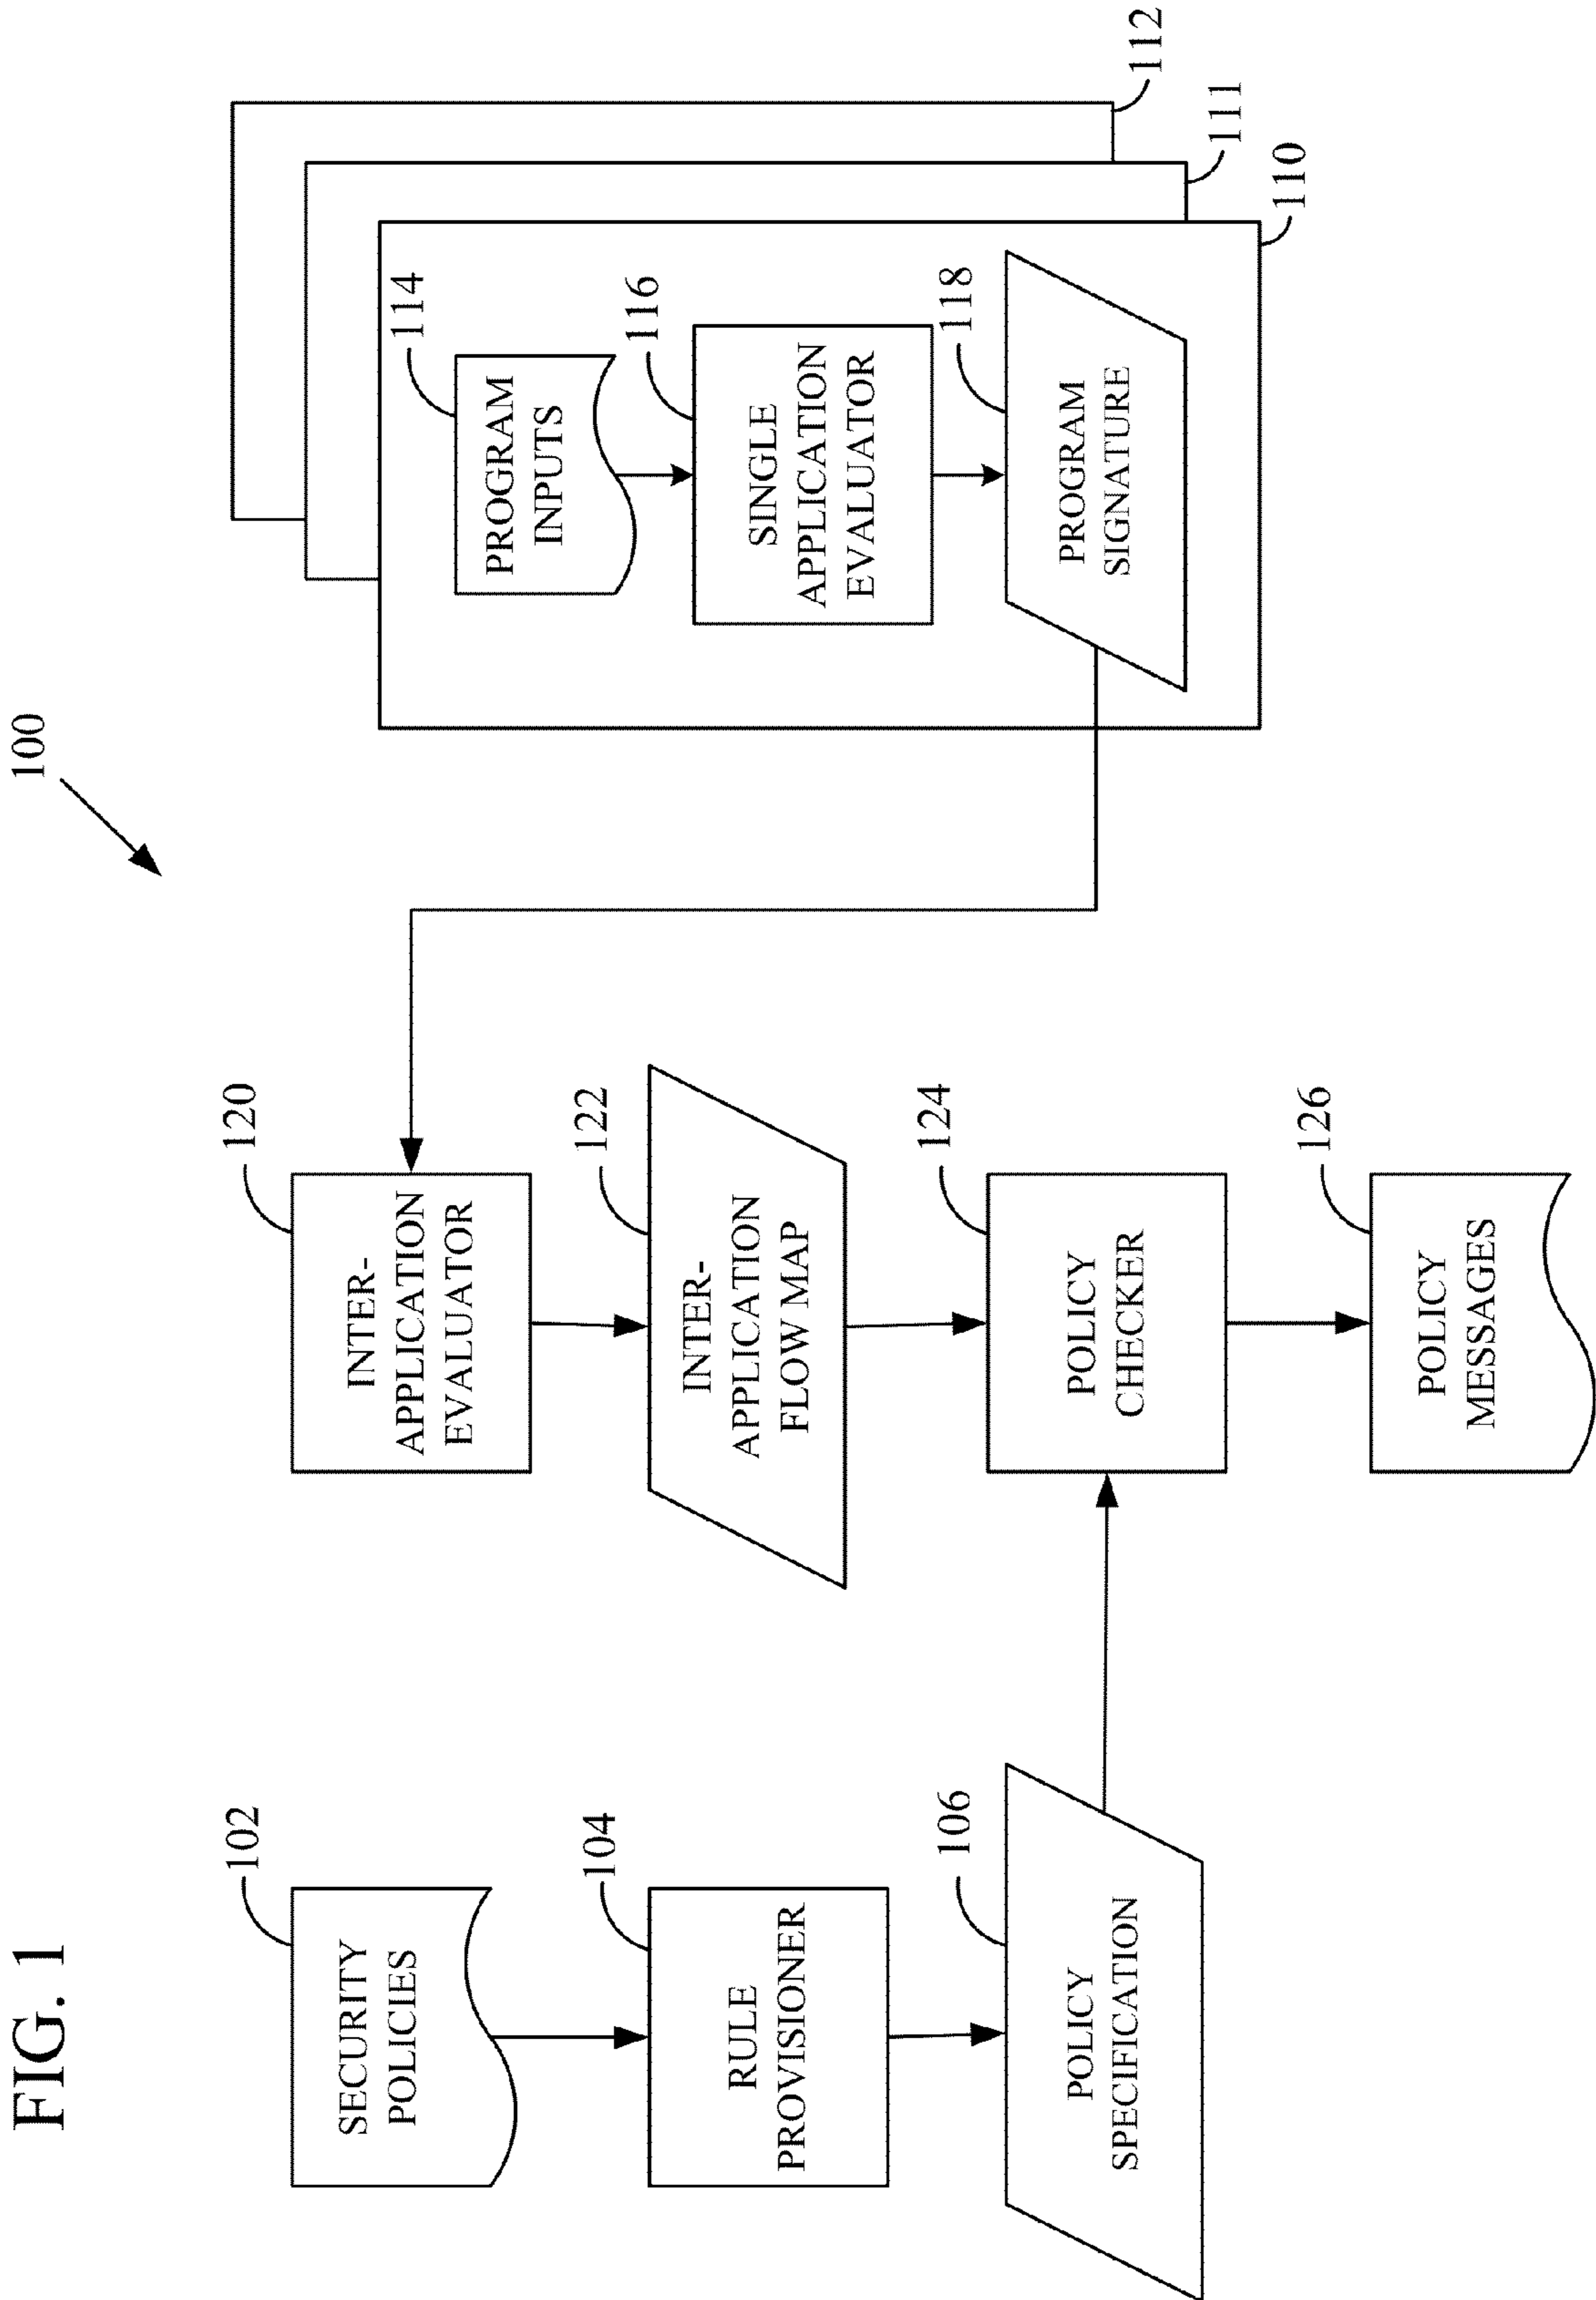 FIG. 1
100
102
SECURITY
POLICIES
104
RULE
PROVISIONER
106
POLICY
SPECIFICATION
120
INTER-
APPLICATION
EVALUATOR
122
INTER-
APPLICATION
FLOW MAP
124
POLICY
CHECKER
126
POLICY
MESSAGES
114
PROGRAM
INPUTS
116
SINGLE
APPLICATION
EVALUATOR
118
PROGRAM
SIGNATURE
110
111
112